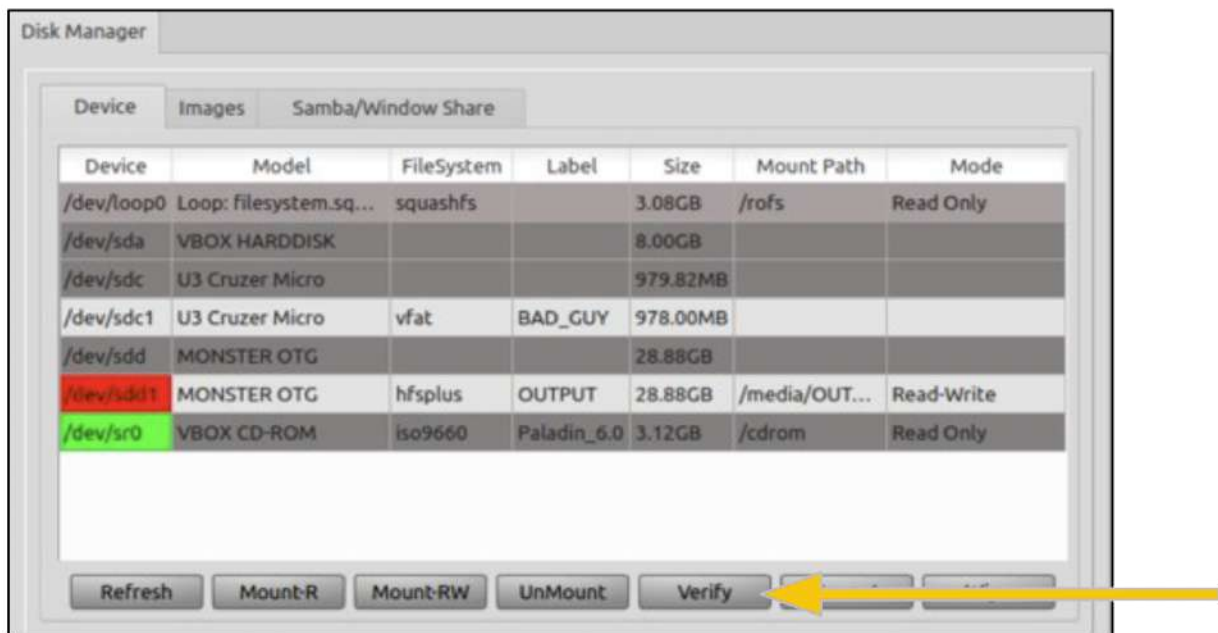 Disk Manager
Device Images Samba/Window Share
Device Model FileSystem Label Size Mount Path Mode
/dev/loop0 Loop: filesystem.sq... squashfs 3.08GB /rofs Read Only
/dev/sda VBOX HARDDISK 8.00GB
/dev/sdc U3 Cruzer Micro 979.82MB
/dev/sdc1 U3 Cruzer Micro vfat BAD_GUY 978.00MB
/dev/sdd MONSTER OTG 28.88GB
/dev/sdd1 MONSTER OTG hfsplus OUTPUT 28.88GB /media/OUT... Read-Write
/dev/sr0 VBOX CD-ROM iso9660 Paladin_6.0 3.12GB /cdrom Read Only
Refresh Mount-R Mount-RW UnMount Verify